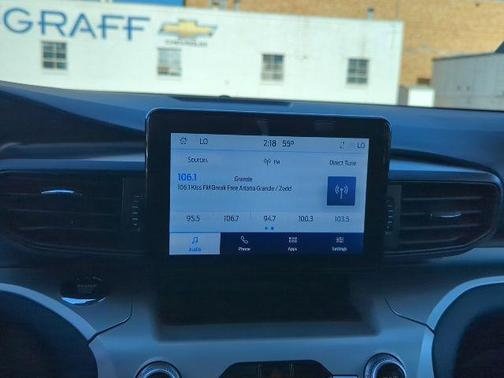 GRAFF
CHEVROLET
LO 2:18 55° LO
Sources FM Direct Tune
106.1 Grande
106.1 Kiss FM Break Free Ariana Grande / Zedd
95.5 106.7 94.7 100.3 103.5
Audio Phone Apps Settings